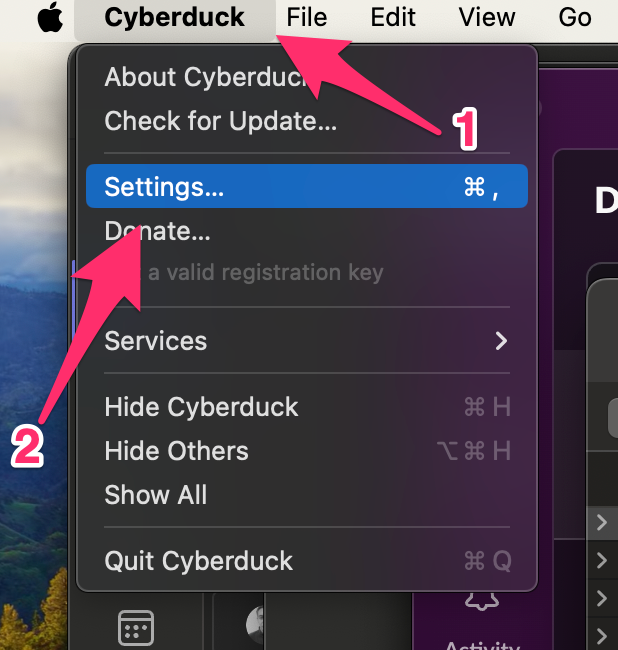 Cyberduck File Edit View Go
About Cyberduck
Check for Update...
1
Settings... ⌘ ,
D
Donate...
a valid registration key
Services
Hide Cyberduck ⌘ H
2
Hide Others ⌥ ⌘ H
Show All
Quit Cyberduck ⌘ Q
Activity